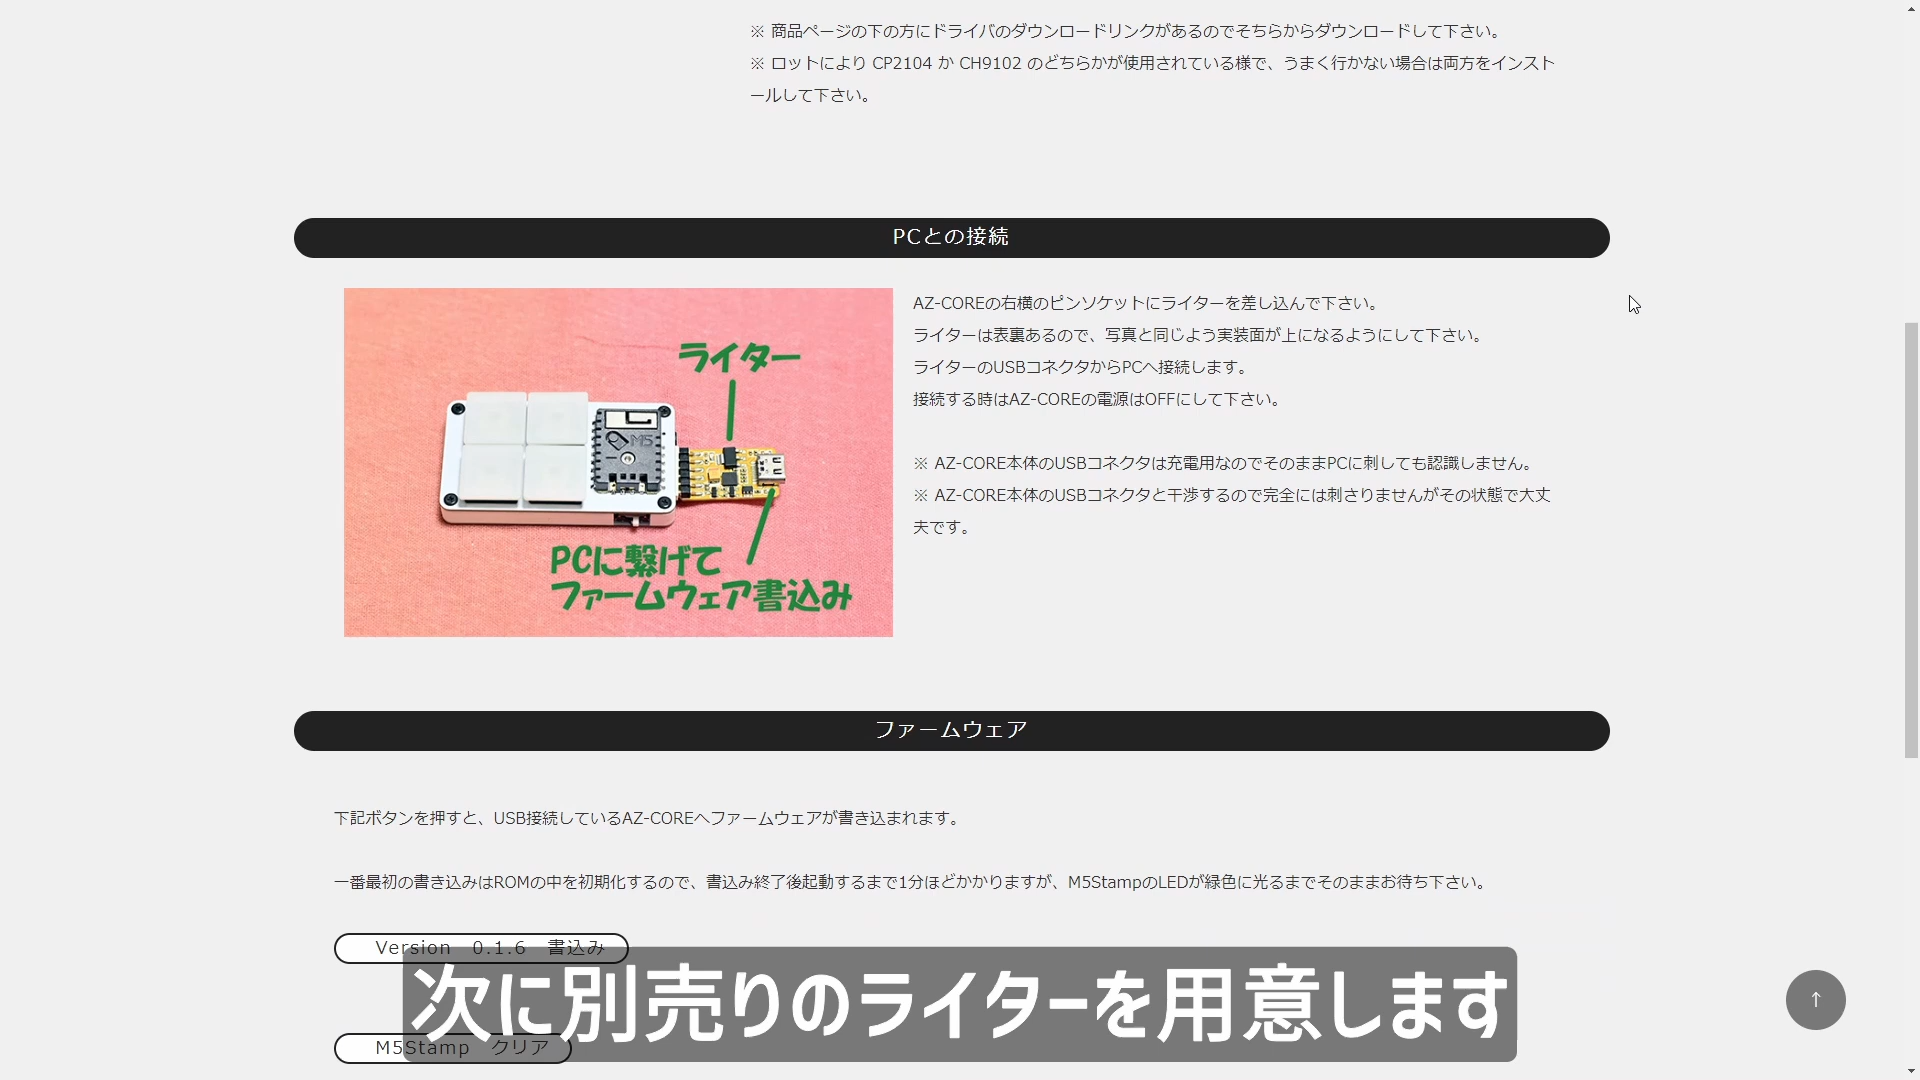 ※ 商品ページの下の方にドライバのダウンロードリンクがあるのでそちらからダウンロードして下さい。
※ ロットにより CP2104 か CH9102 のどちらかが使用されている様で、うまく行かない場合は両方をインスト
ールして下さい。
PCとの接続
ライター
M5
PCに繋げて
ファームウェア書込み
AZ-COREの右横のピンソケットにライターを差し込んで下さい。
ライターは表裏あるので、写真と同じよう実装面が上になるようにして下さい。
ライターのUSBコネクタからPCへ接続します。
接続する時はAZ-COREの電源はOFFにして下さい。
※ AZ-CORE本体のUSBコネクタは充電用なのでそのままPCに刺しても認識しません。
※ AZ-CORE本体のUSBコネクタと干渉するので完全には刺さりませんがその状態で大丈
夫です。
ファームウェア
下記ボタンを押すと、USB接続しているAZ-COREへファームウェアが書き込まれます。
一番最初の書き込みはROMの中を初期化するので、書込み終了後起動するまで1分ほどかかりますが、M5StampのLEDが緑色に光るまでそのままお待ち下さい。
Version 0.1.6 書込み
次に別売りのライターを用意します
M5Stamp クリア
↑